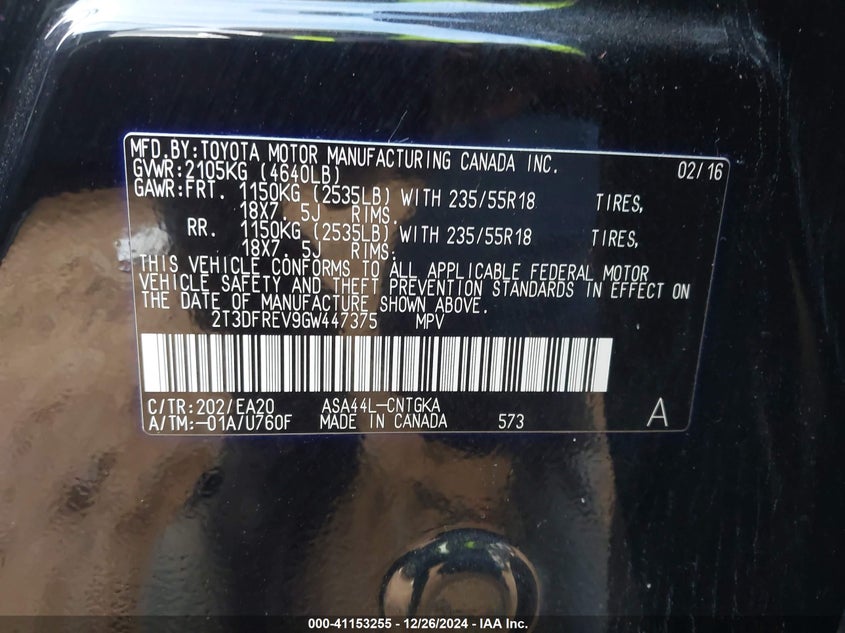 MFD.BY:TOYOTA MOTOR MANUFACTURING CANADA INC. 02/16
GVWR:2105KG (4640LB)
GAWR:FRT. 1150KG (2535LB) WITH 235/55R18 TIRES,
18X7.5J RIMS.
RR. 1150KG (2535LB) WITH 235/55R18 TIRES,
18X7.5J RIMS.
THIS VEHICLE CONFORMS TO ALL APPLICABLE FEDERAL MOTOR
VEHICLE SAFETY AND THEFT PREVENTION STANDARDS IN EFFECT ON
THE DATE OF MANUFACTURE SHOWN ABOVE.
2T3DFREV9GW447375 MPV
C/TR:202/EA20 ASA44L-CNTGKA
A/TM:-01A/U760F MADE IN CANADA 573 A
000-41153255 - 12/26/2024 - IAA Inc.